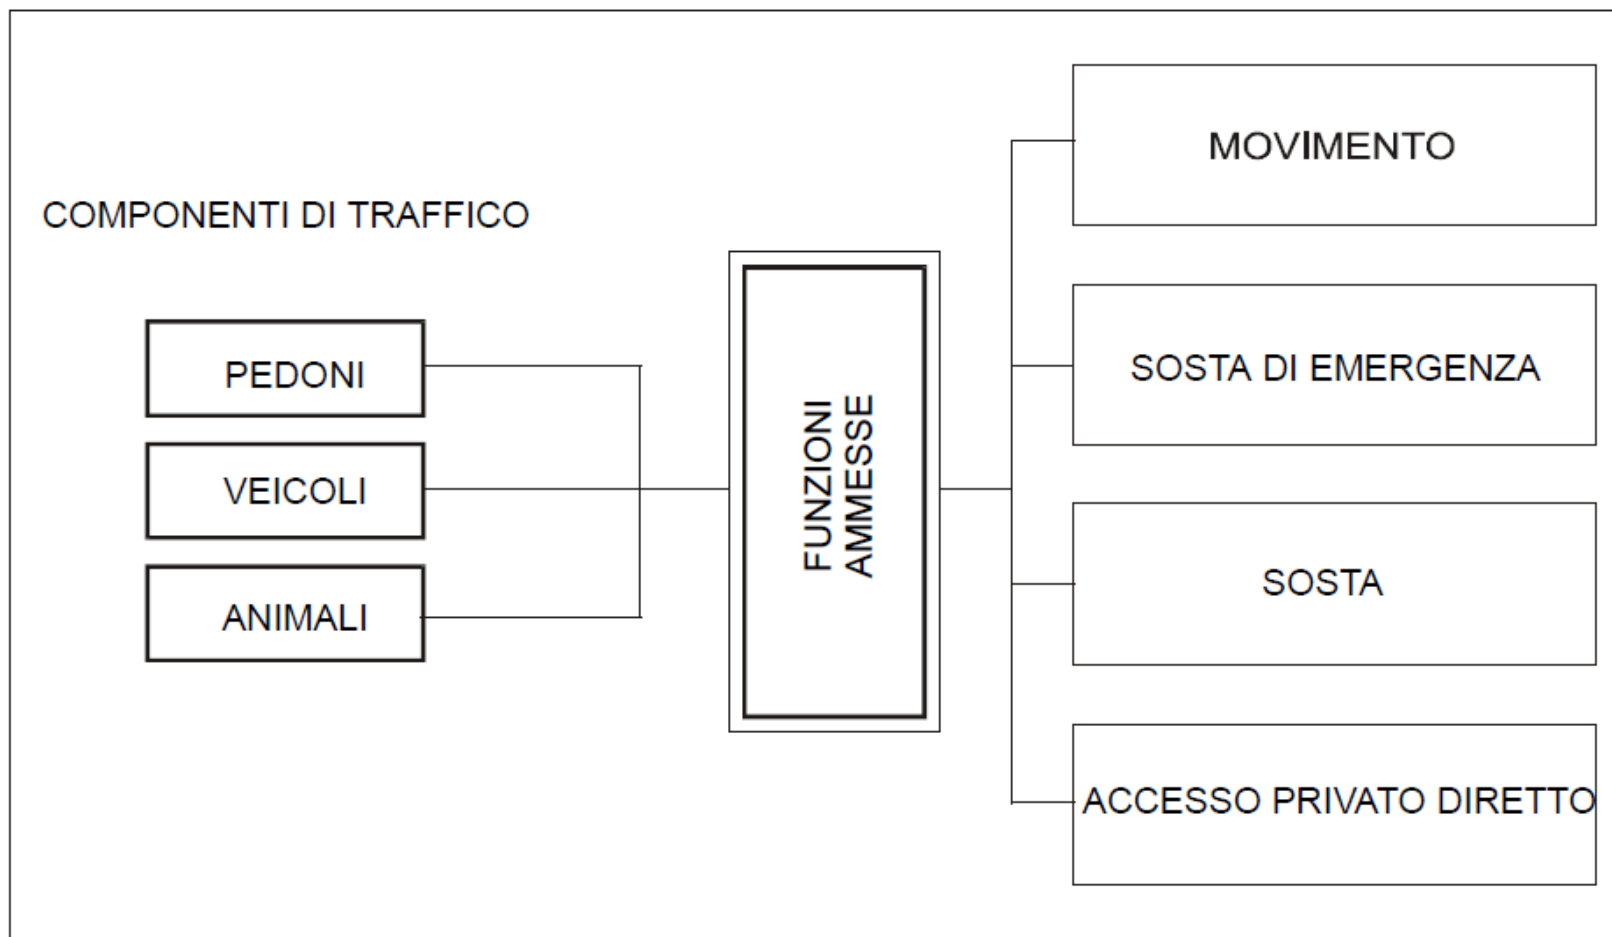 COMPONENTI DI TRAFFICO
PEDONI
VEICOLI
ANIMALI
FUNZIONI
AMMESSE
MOVIMENTO
SOSTA DI EMERGENZA
SOSTA
ACCESSO PRIVATO DIRETTO